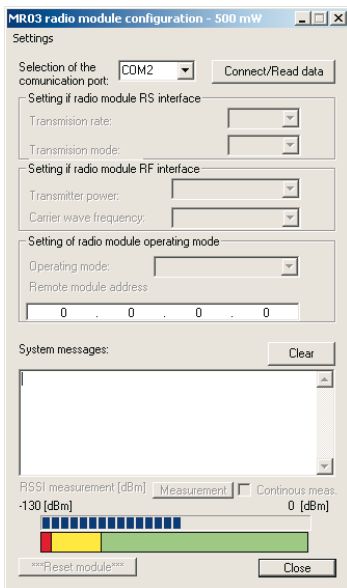 MR03 radio module configuration - 500 mW
Settings
Selection of the
comunication port:
COM2
Connect/Read data
Setting if radio module RS interface
Transmision rate:
Transmision mode:
Setting if radio module RF interface
Transmitter power:
Carrier wave frequency:
Setting of radio module operating mode
Operating mode:
Remote module address
0 . 0 . 0 . 0
System messages:
Clear
RSSI measurement [dBm]
Measurement
Continous meas.
-130 [dBm]
0 [dBm]
***Reset module***
Close